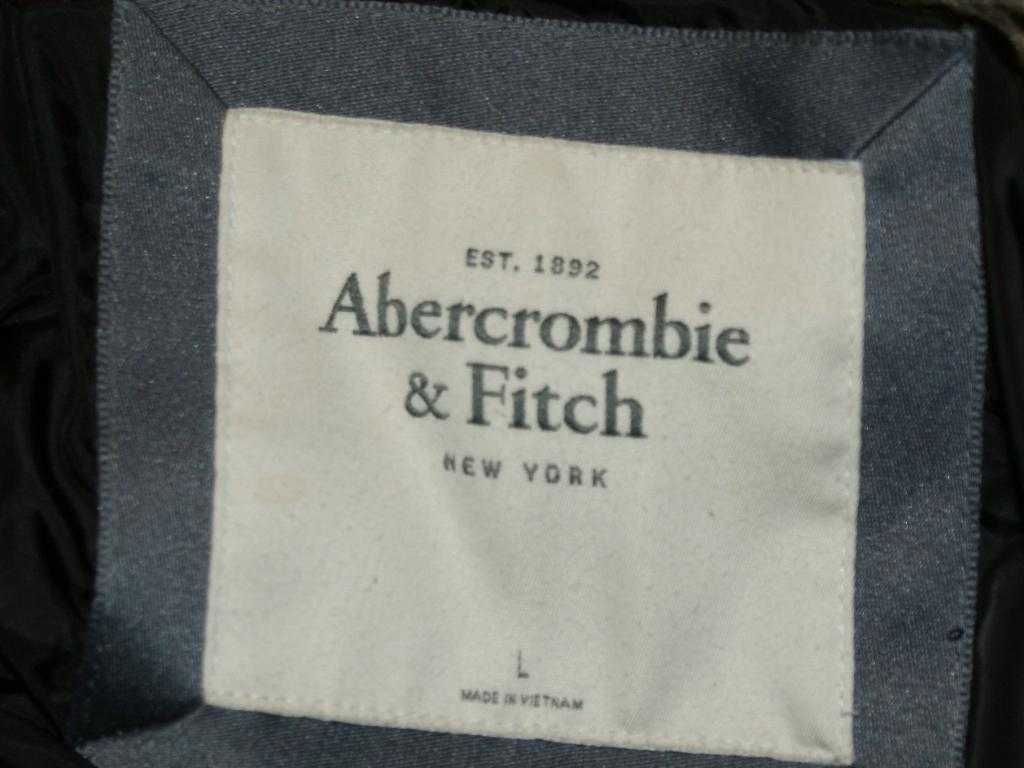 EST. 1892
Abercrombie
& Fitch
NEW YORK
L
MADE IN VIETNAM